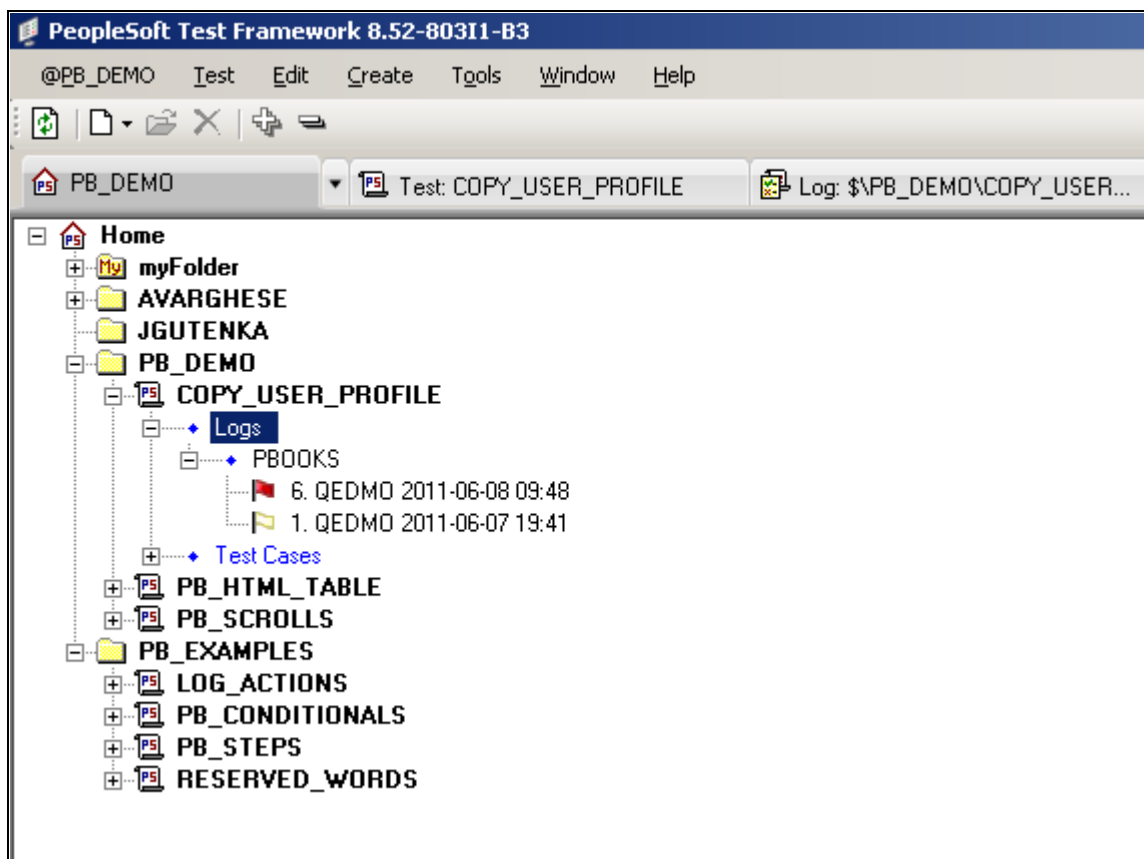 PeopleSoft Test Framework 8.52-803I1-B3
@PB_DEMO Test Edit Create Tools Window Help
PB_DEMO Test: COPY_USER_PROFILE Log: $\PB_DEMO\COPY_USER...
Home
myFolder
AVARGHESE
JGUTENKA
PB_DEMO
COPY_USER_PROFILE
Logs
PBOOKS
6. QEDMO 2011-06-08 09:48
1. QEDMO 2011-06-07 19:41
Test Cases
PB_HTML_TABLE
PB_SCROLLS
PB_EXAMPLES
LOG_ACTIONS
PB_CONDITIONALS
PB_STEPS
RESERVED_WORDS